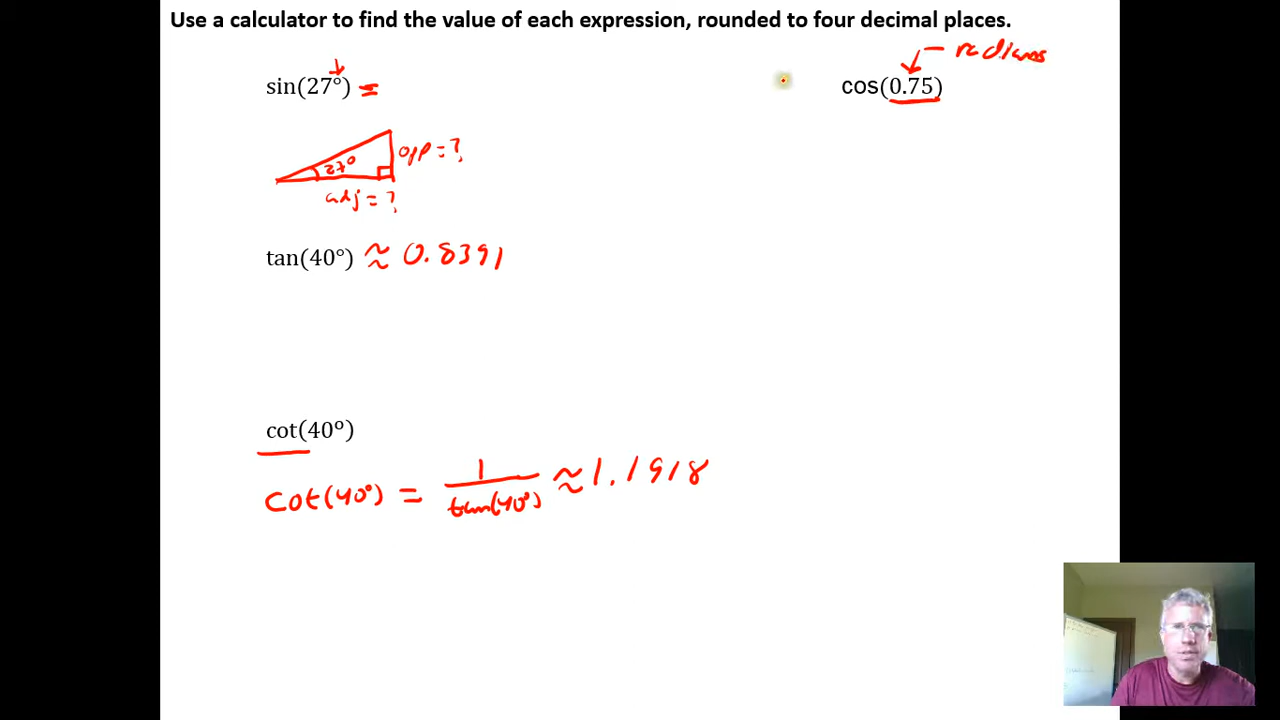 Use a calculator to find the value of each expression, rounded to four decimal places.
radians
sin(27°) =
cos(0.75)
27°
opp = ?
adj = ?
tan(40°) ≈ 0.8391
cot(40°)
cot(40°) = 1/tan(40°) ≈ 1.1918